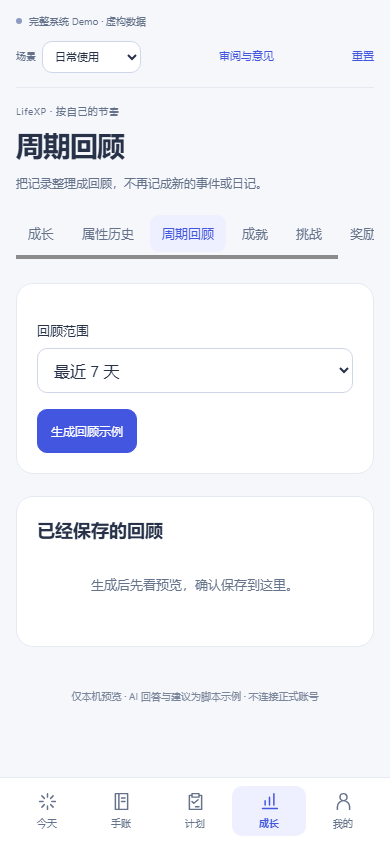 完整系统 Demo · 虚构数据
场景 日常使用 审阅与意见 重置
LifeXP · 按自己的节奏
周期回顾
把记录整理成回顾，不再记成新的事件或日记。
成长 属性历史 周期回顾 成就 挑战 奖励
回顾范围
最近 7 天
生成回顾示例
已经保存的回顾
生成后先看预览，确认保存到这里。
仅本机预览 · AI 回答与建议为脚本示例 · 不连接正式账号
今天 手账 计划 成长 我的